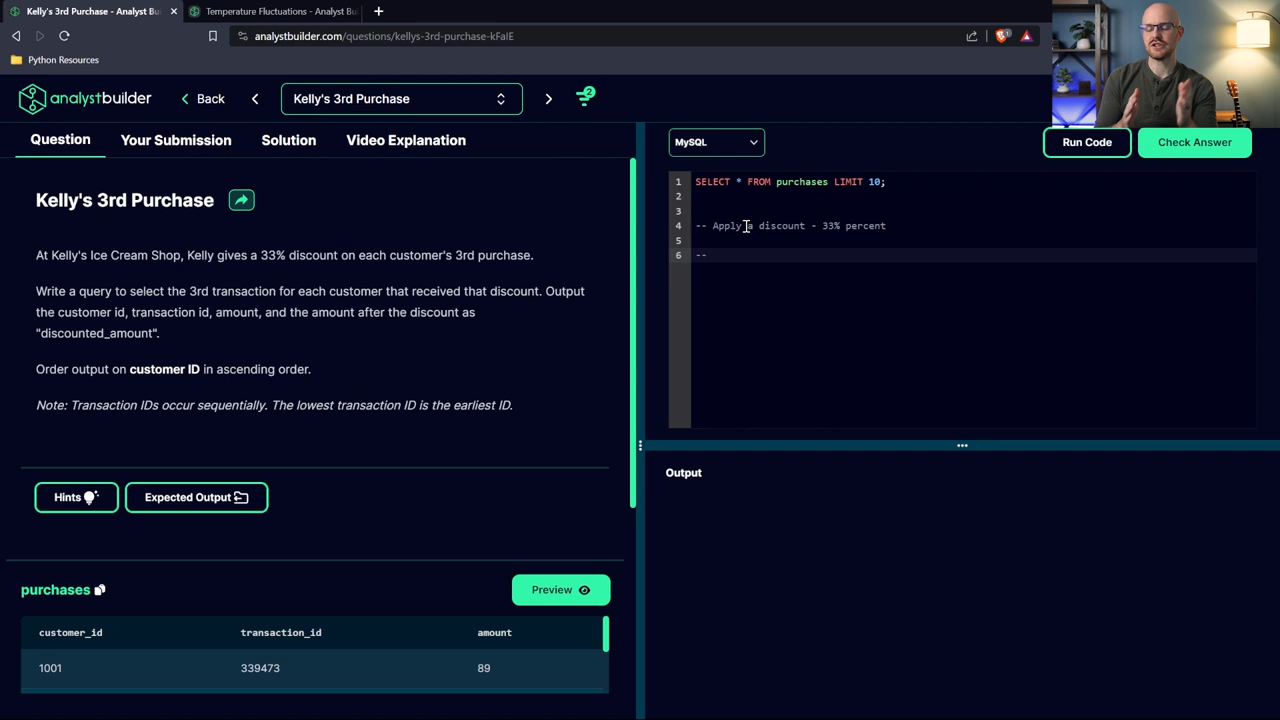 Kelly's 3rd Purchase - Analyst Bu
Temperature Fluctuations - Analyst Bu
analystbuilder.com/questions/kellys-3rd-purchase-kFaIE
1
Python Resources
analystbuilder
Back
Kelly's 3rd Purchase
2
Question
Your Submission
Solution
Video Explanation
MySQL
Run Code
Check Answer
Kelly's 3rd Purchase
At Kelly's Ice Cream Shop, Kelly gives a 33% discount on each customer's 3rd purchase.
Write a query to select the 3rd transaction for each customer that received that discount. Output
the customer id, transaction id, amount, and the amount after the discount as
"discounted_amount".
Order output on customer ID in ascending order.
Note: Transaction IDs occur sequentially. The lowest transaction ID is the earliest ID.
Hints
Expected Output
purchases
Preview
customer_id transaction_id amount
1001 339473 89
1 SELECT * FROM purchases LIMIT 10;
2
3
4 -- Apply a discount - 33% percent
5
6 --
Output